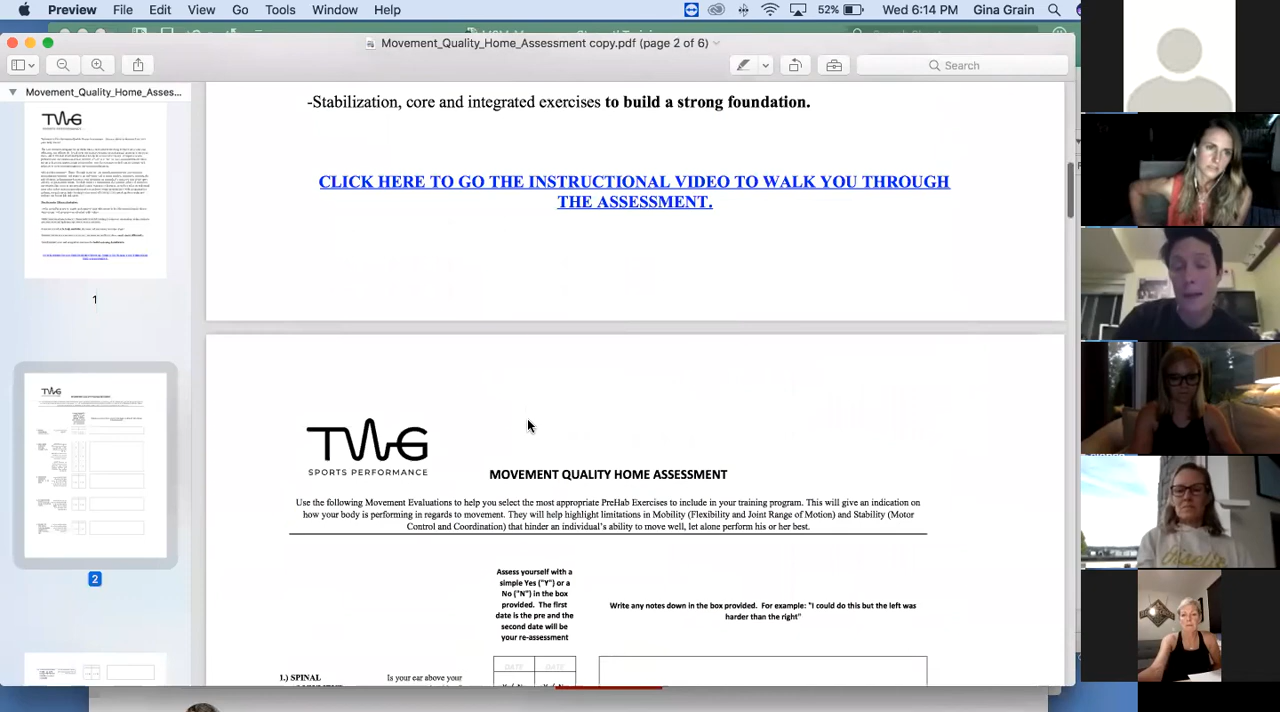 Preview File Edit View Go Tools Window Help 52% Wed 6:14 PM Gina Grain
Movement_Quality_Home_Assessment copy.pdf (page 2 of 6)
Search
Movement_Quality_Home_Asses...
1
2
-Stabilization, core and integrated exercises to build a strong foundation.
CLICK HERE TO GO THE INSTRUCTIONAL VIDEO TO WALK YOU THROUGH
THE ASSESSMENT.
TWG
SPORTS PERFORMANCE
MOVEMENT QUALITY HOME ASSESSMENT
Use the following Movement Evaluations to help you select the most appropriate PreHab Exercises to include in your training program. This will give an indication on
how your body is performing in regards to movement. They will help highlight limitations in Mobility (Flexibility and Joint Range of Motion) and Stability (Motor
Control and Coordination) that hinder an individual's ability to move well, let alone perform his or her best.
Assess yourself with a
simple Yes ("Y") or a
No ("N") in the box
provided. The first
date is the pre and the
second date will be
your re-assessment
Write any notes down in the box provided. For example: "I could do this but the left was
harder than the right"
DATE DATE
1.) SPINAL Is your ear above your